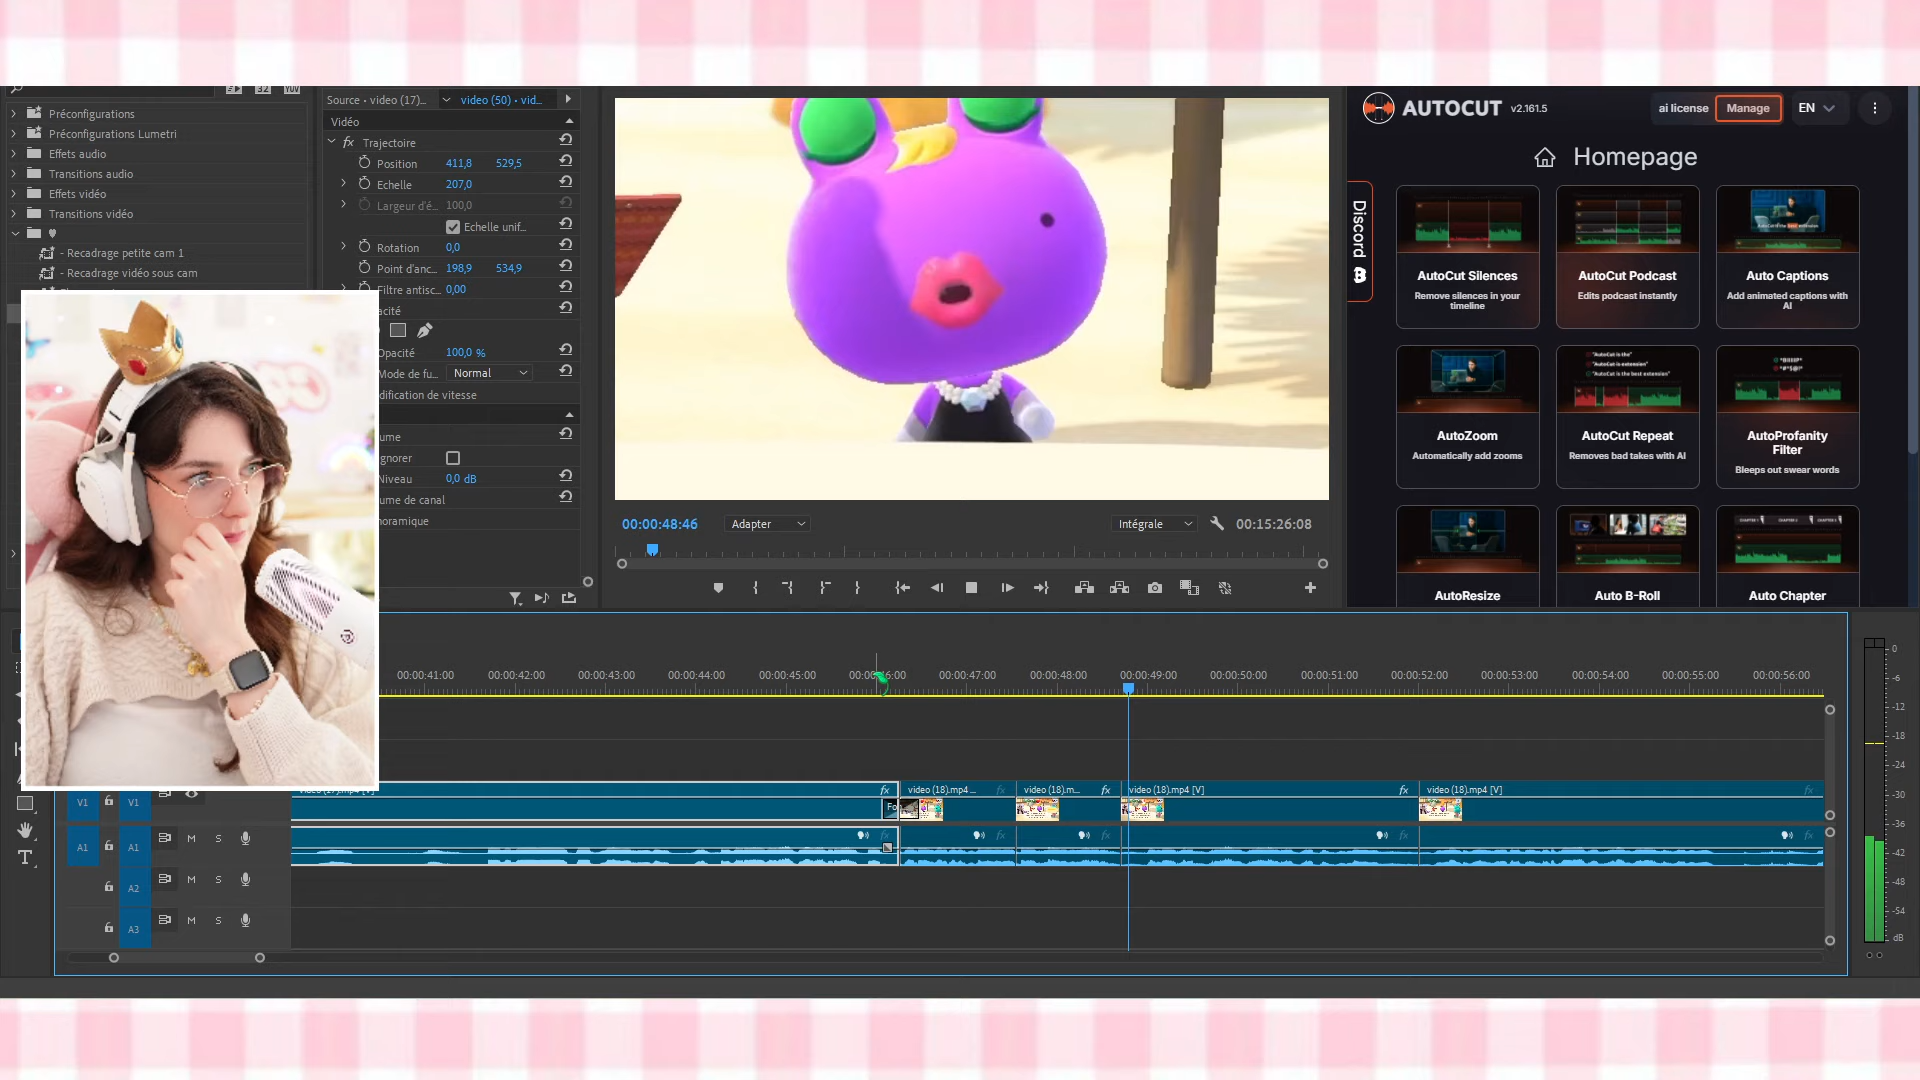 32
YUV
Préconfigurations
Préconfigurations Lumetri
Effets audio
Transitions audio
Effets vidéo
Transitions vidéo
- Recadrage petite cam 1
- Recadrage vidéo sous cam
Source • video (17)...
video (50) • vid...
Vidéo
fx Trajectoire
Position 411,8 529,5
Echelle 207,0
Largeur d'é... 100,0
Echelle unif...
Rotation 0,0
Point d'anc... 198,9 534,9
Filtre antisc... 0,00
acité
Opacité 100,0 %
Mode de fu... Normal
dification de vitesse
ume
gnorer
Niveau 0,0 dB
ume de canal
noramique
00:00:48:46
Adapter
Intégrale
00:15:26:08
AUTOCUT v2.161.5
ai license Manage EN
Homepage
Discord
AutoCut Silences
Remove silences in your
timeline
AutoCut Podcast
Edits podcast instantly
Auto Captions
Add animated captions with
AI
AutoZoom
Automatically add zooms
AutoCut Repeat
Removes bad takes with AI
AutoProfanity
Filter
Bleeps out swear words
AutoResize
Auto B-Roll
Auto Chapter
00:00:41:00 00:00:42:00 00:00:43:00 00:00:44:00 00:00:45:00 00:00:47:00 00:00:48:00 00:00:49:00 00:00:50:00 00:00:51:00 00:00:52:00 00:00:53:00 00:00:54:00 00:00:55:00 00:00:56:00
video (18).mp4 ... fx
video (18).m... fx
video (18).mp4 [V] fx
video (18).mp4 [V] fx
V1 V1
A1 A1 M S
A2 M S
A3 M S
0
-6
-12
-18
-24
-30
-36
-42
-48
-54
dB